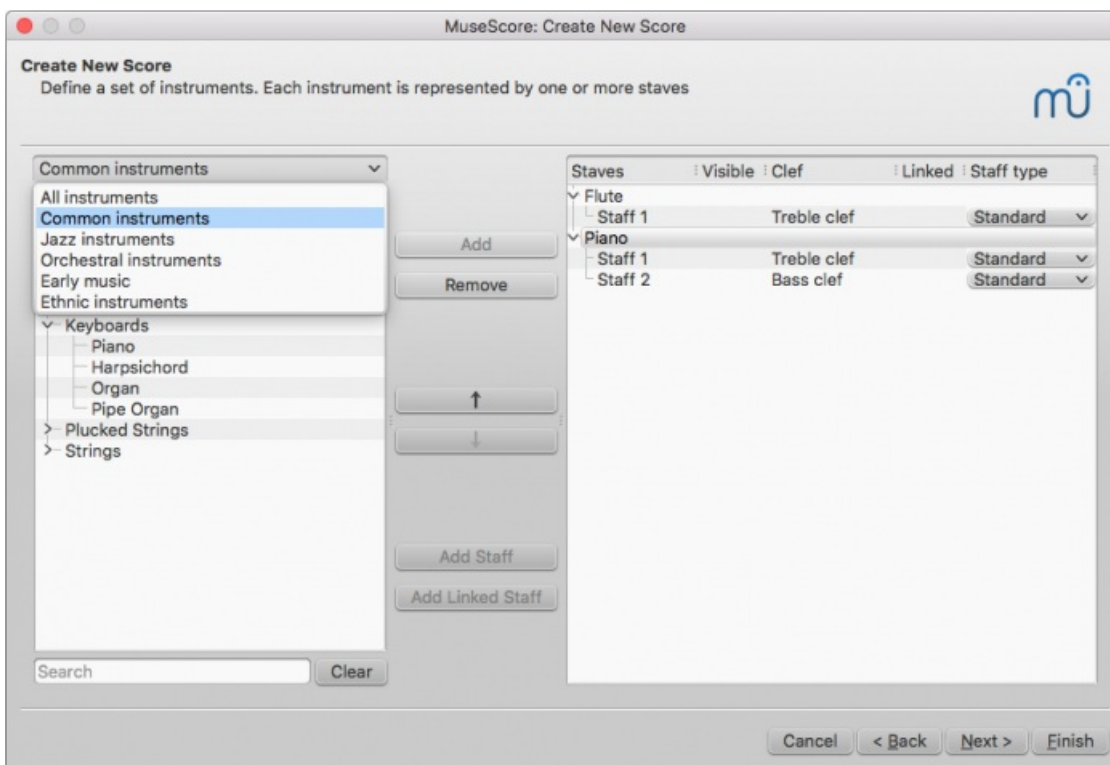 MuseScore: Create New Score
Create New Score
Define a set of instruments. Each instrument is represented by one or more staves
mu
Common instruments
All instruments
Common instruments
Jazz instruments
Orchestral instruments
Early music
Ethnic instruments
Keyboards
Piano
Harpsichord
Organ
Pipe Organ
Plucked Strings
Strings
Search
Clear
Add
Remove
↑
↓
Add Staff
Add Linked Staff
Staves Visible Clef Linked Staff type
Flute
Staff 1 Treble clef Standard
Piano
Staff 1 Treble clef Standard
Staff 2 Bass clef Standard
Cancel < Back Next > Finish